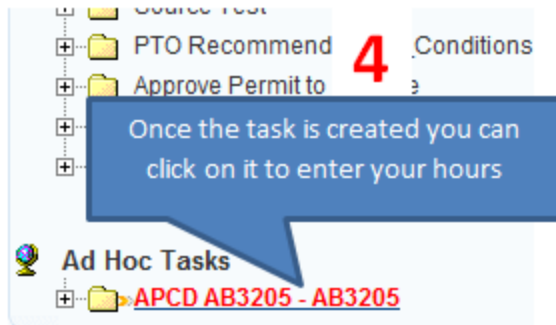 Source Test
PTO Recommend
_Conditions
4
Approve Permit to
Once the task is created you can
click on it to enter your hours
Ad Hoc Tasks
APCD AB3205 - AB3205